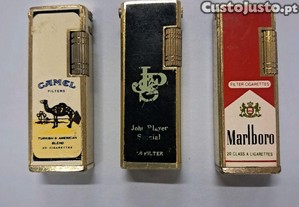 CustoJusto.pt
CAMEL
FILTERS
TURKISH & AMERICAN
BLEND
20 CIGARETTES
JPS
John Player
Special
FILTER
FILTER CIGARETTES
Marlboro
20 CLASS A CIGARETTES